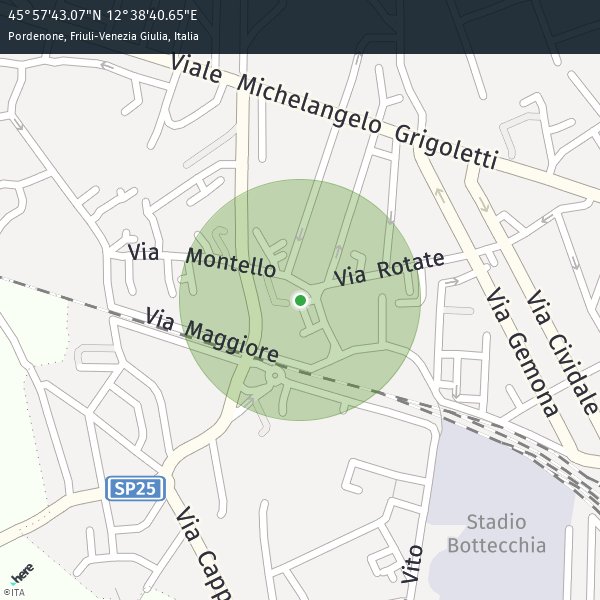 45°57'43.07"N 12°38'40.65"E
Pordenone, Friuli-Venezia Giulia, Italia
Viale Michelangelo Grigoletti
Via Montello
Via Rotate
Via Maggiore
Via Gemona
Via Cividale
SP25
Stadio
Bottecchia
Via Capp
Vito
here
©ITA